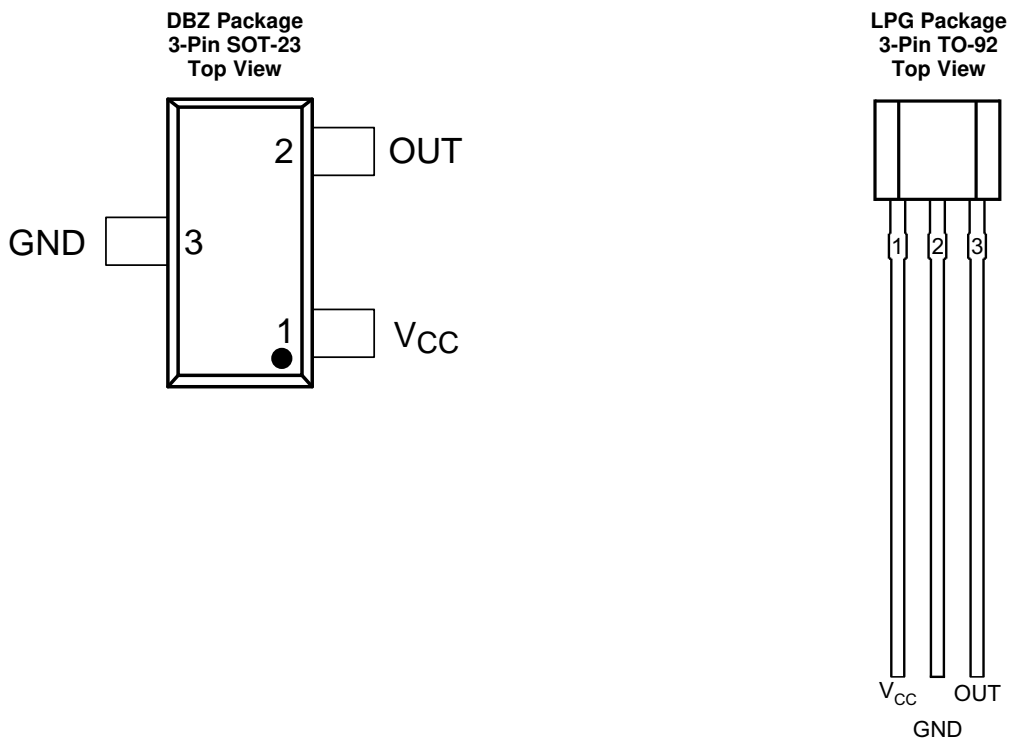 DBZ Package
3-Pin SOT-23
Top View
2 OUT
GND 3
1 VCC
LPG Package
3-Pin TO-92
Top View
1 2 3
VCC OUT
GND